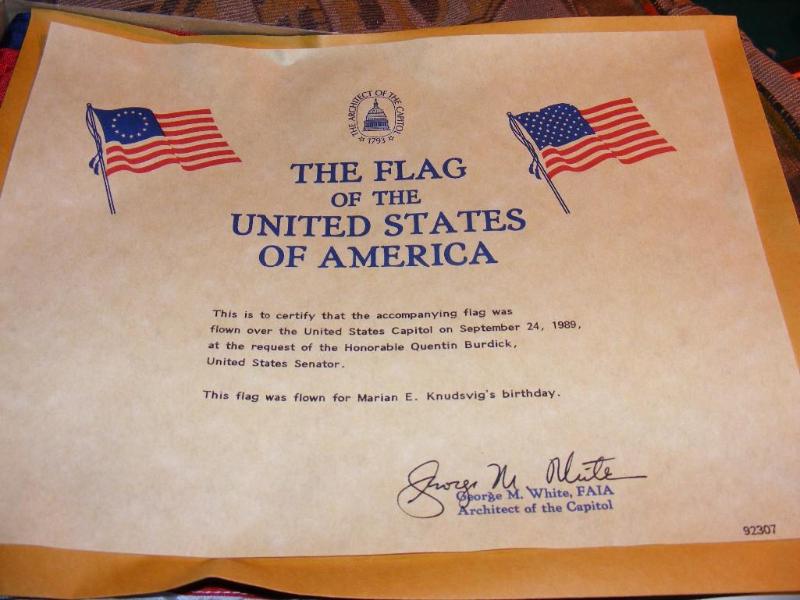 THE ARCHITECT OF THE CAPITOL
1793
THE FLAG
OF THE
UNITED STATES
OF AMERICA
This is to certify that the accompanying flag was
flown over the United States Capitol on September 24, 1989,
at the request of the Honorable Quentin Burdick,
United States Senator.
This flag was flown for Marian E. Knudsvig's birthday.
George M. White
George M. White, FAIA
Architect of the Capitol
92307